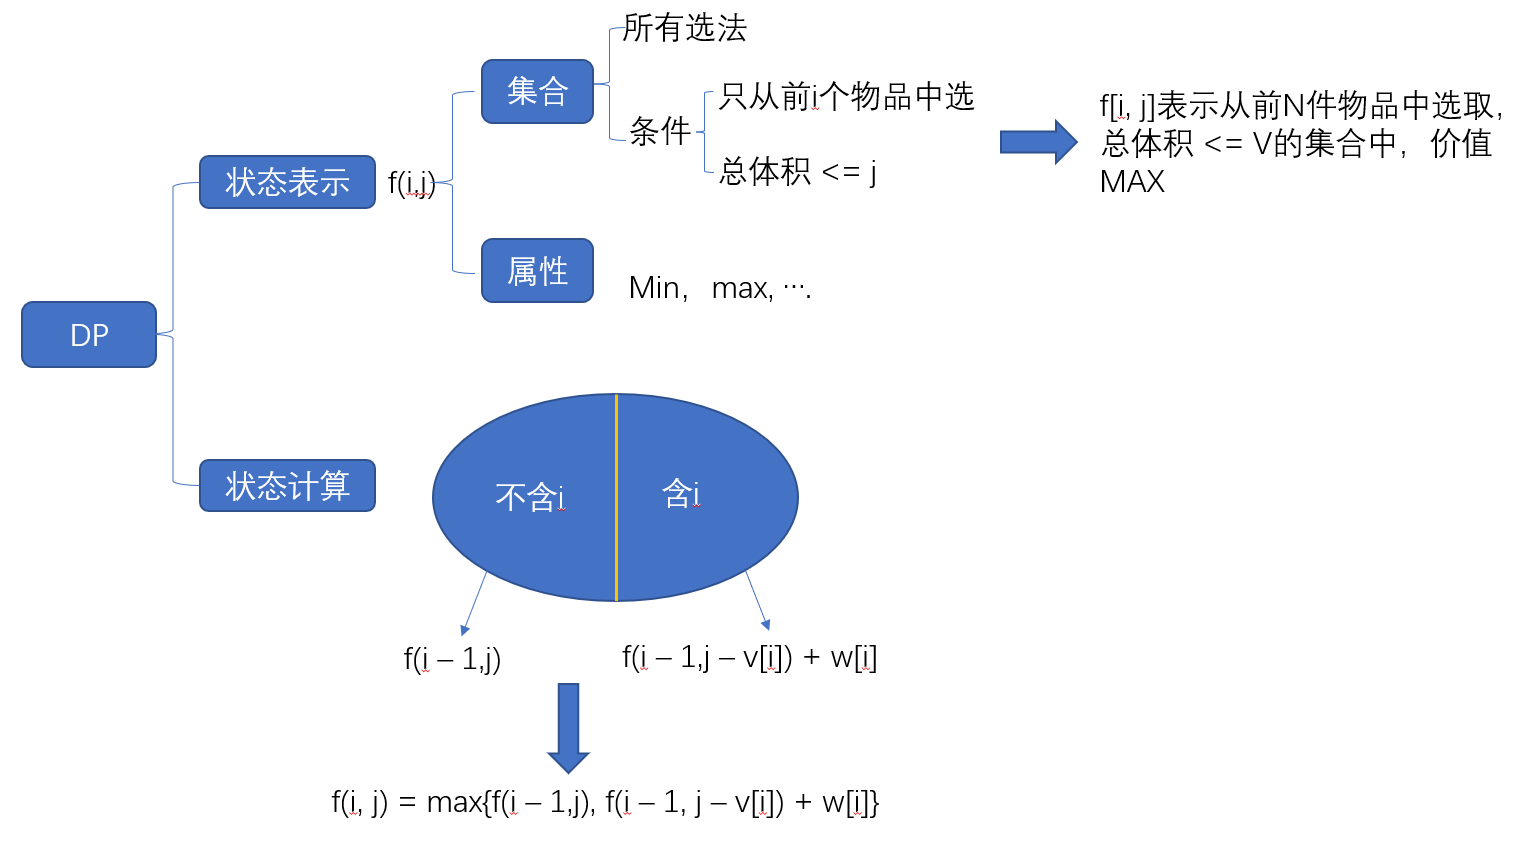 所有选法
集合
只从前i个物品中选
条件
总体积 <= j
f[i, j]表示从前N件物品中选取，
总体积 <= V的集合中，价值
MAX
状态表示
f(i,j)
属性
Min，max, ….
DP
状态计算
不含i
含i
f(i – 1,j)
f(i – 1,j – v[i]) + w[i]
f(i, j) = max{f(i – 1,j), f(i – 1, j – v[i]) + w[i]}